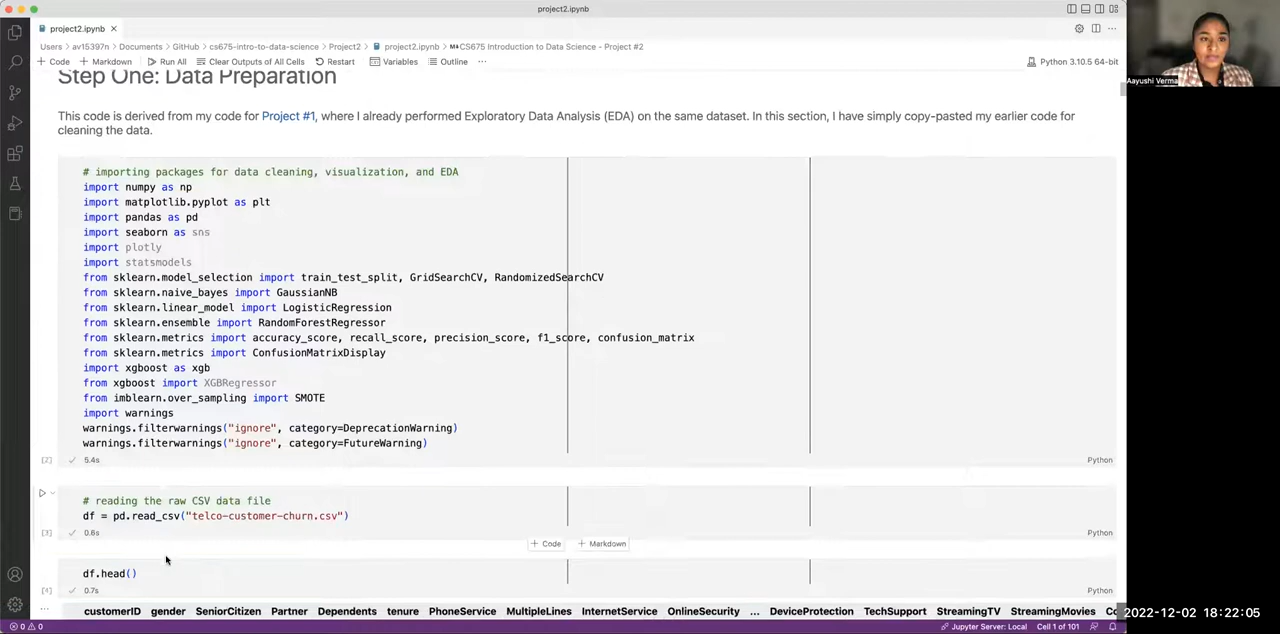 project2.ipynb
project2.ipynb
Users > av15397n > Documents > GitHub > cs675-intro-to-data-science > Project2 > project2.ipynb > M↓CS675 Introduction to Data Science - Project #2
+ Code + Markdown Run All Clear Outputs of All Cells Restart Variables Outline ... Python 3.10.5 64-bit
Aayushi Verma
Step One: Data Preparation
This code is derived from my code for Project #1, where I already performed Exploratory Data Analysis (EDA) on the same dataset. In this section, I have simply copy-pasted my earlier code for
cleaning the data.
# importing packages for data cleaning, visualization, and EDA
import numpy as np
import matplotlib.pyplot as plt
import pandas as pd
import seaborn as sns
import plotly
import statsmodels
from sklearn.model_selection import train_test_split, GridSearchCV, RandomizedSearchCV
from sklearn.naive_bayes import GaussianNB
from sklearn.linear_model import LogisticRegression
from sklearn.ensemble import RandomForestRegressor
from sklearn.metrics import accuracy_score, recall_score, precision_score, f1_score, confusion_matrix
from sklearn.metrics import ConfusionMatrixDisplay
import xgboost as xgb
from xgboost import XGBRegressor
from imblearn.over_sampling import SMOTE
import warnings
warnings.filterwarnings("ignore", category=DeprecationWarning)
warnings.filterwarnings("ignore", category=FutureWarning)
[2] 5.4s Python
# reading the raw CSV data file
df = pd.read_csv("telco-customer-churn.csv")
[3] 0.6s Python
+ Code + Markdown
df.head()
[4] 0.7s Python
... customerID gender SeniorCitizen Partner Dependents tenure PhoneService MultipleLines InternetService OnlineSecurity ... DeviceProtection TechSupport StreamingTV StreamingMovies Co
2022-12-02 18:22:05
0 0 Jupyter Server: Local Cell 1 of 101